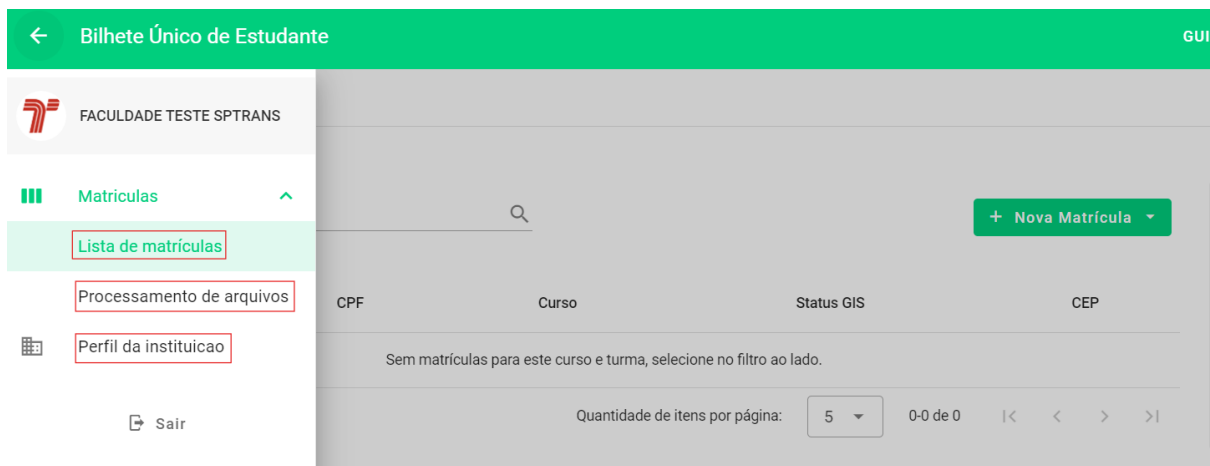 Bilhete Único de Estudante
GUI
FACULDADE TESTE SPTRANS
Matriculas
Lista de matrículas
+ Nova Matrícula
Processamento de arquivos
CPF Curso Status GIS CEP
Perfil da instituicao
Sem matrículas para este curso e turma, selecione no filtro ao lado.
Sair
Quantidade de itens por página: 5 0-0 de 0